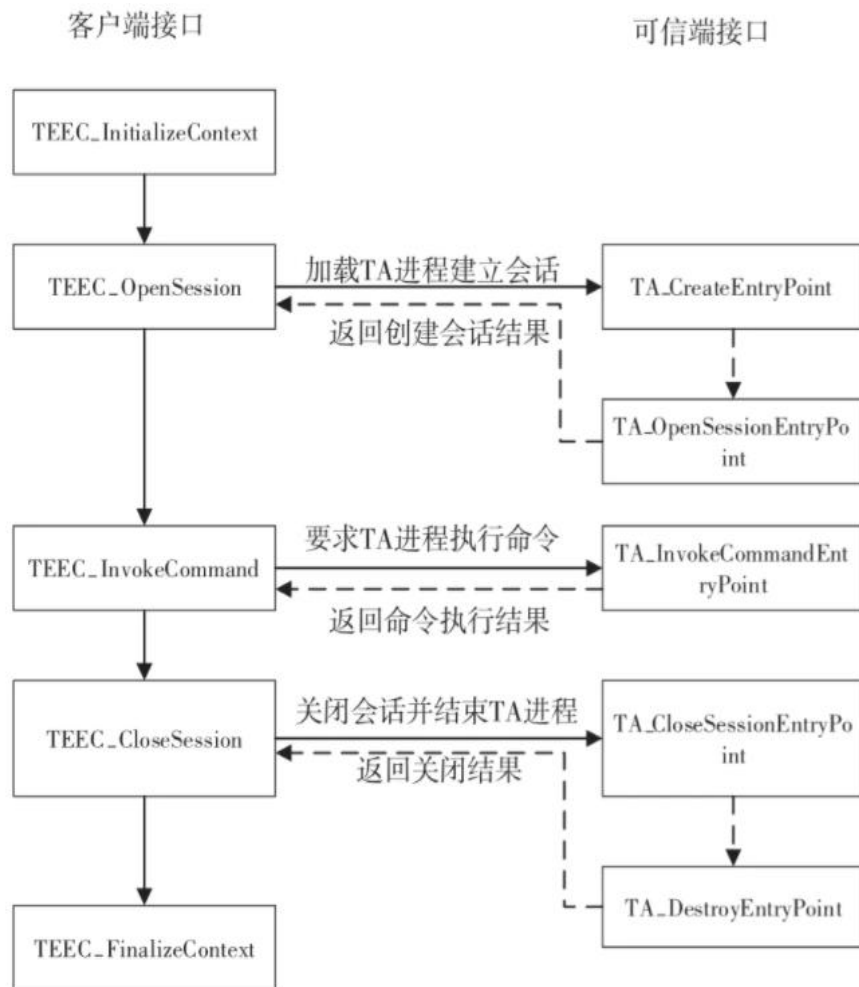 客户端接口
可信端接口
TEEC_InitializeContext
TEEC_OpenSession
加载TA进程建立会话
TA_CreateEntryPoint
返回创建会话结果
TA_OpenSessionEntryPo
int
TEEC_InvokeCommand
要求TA进程执行命令
TA_InvokeCommandEnt
ryPoint
返回命令执行结果
TEEC_CloseSession
关闭会话并结束TA进程
TA_CloseSessionEntryPo
int
返回关闭结果
TA_DestroyEntryPoint
TEEC_FinalizeContext